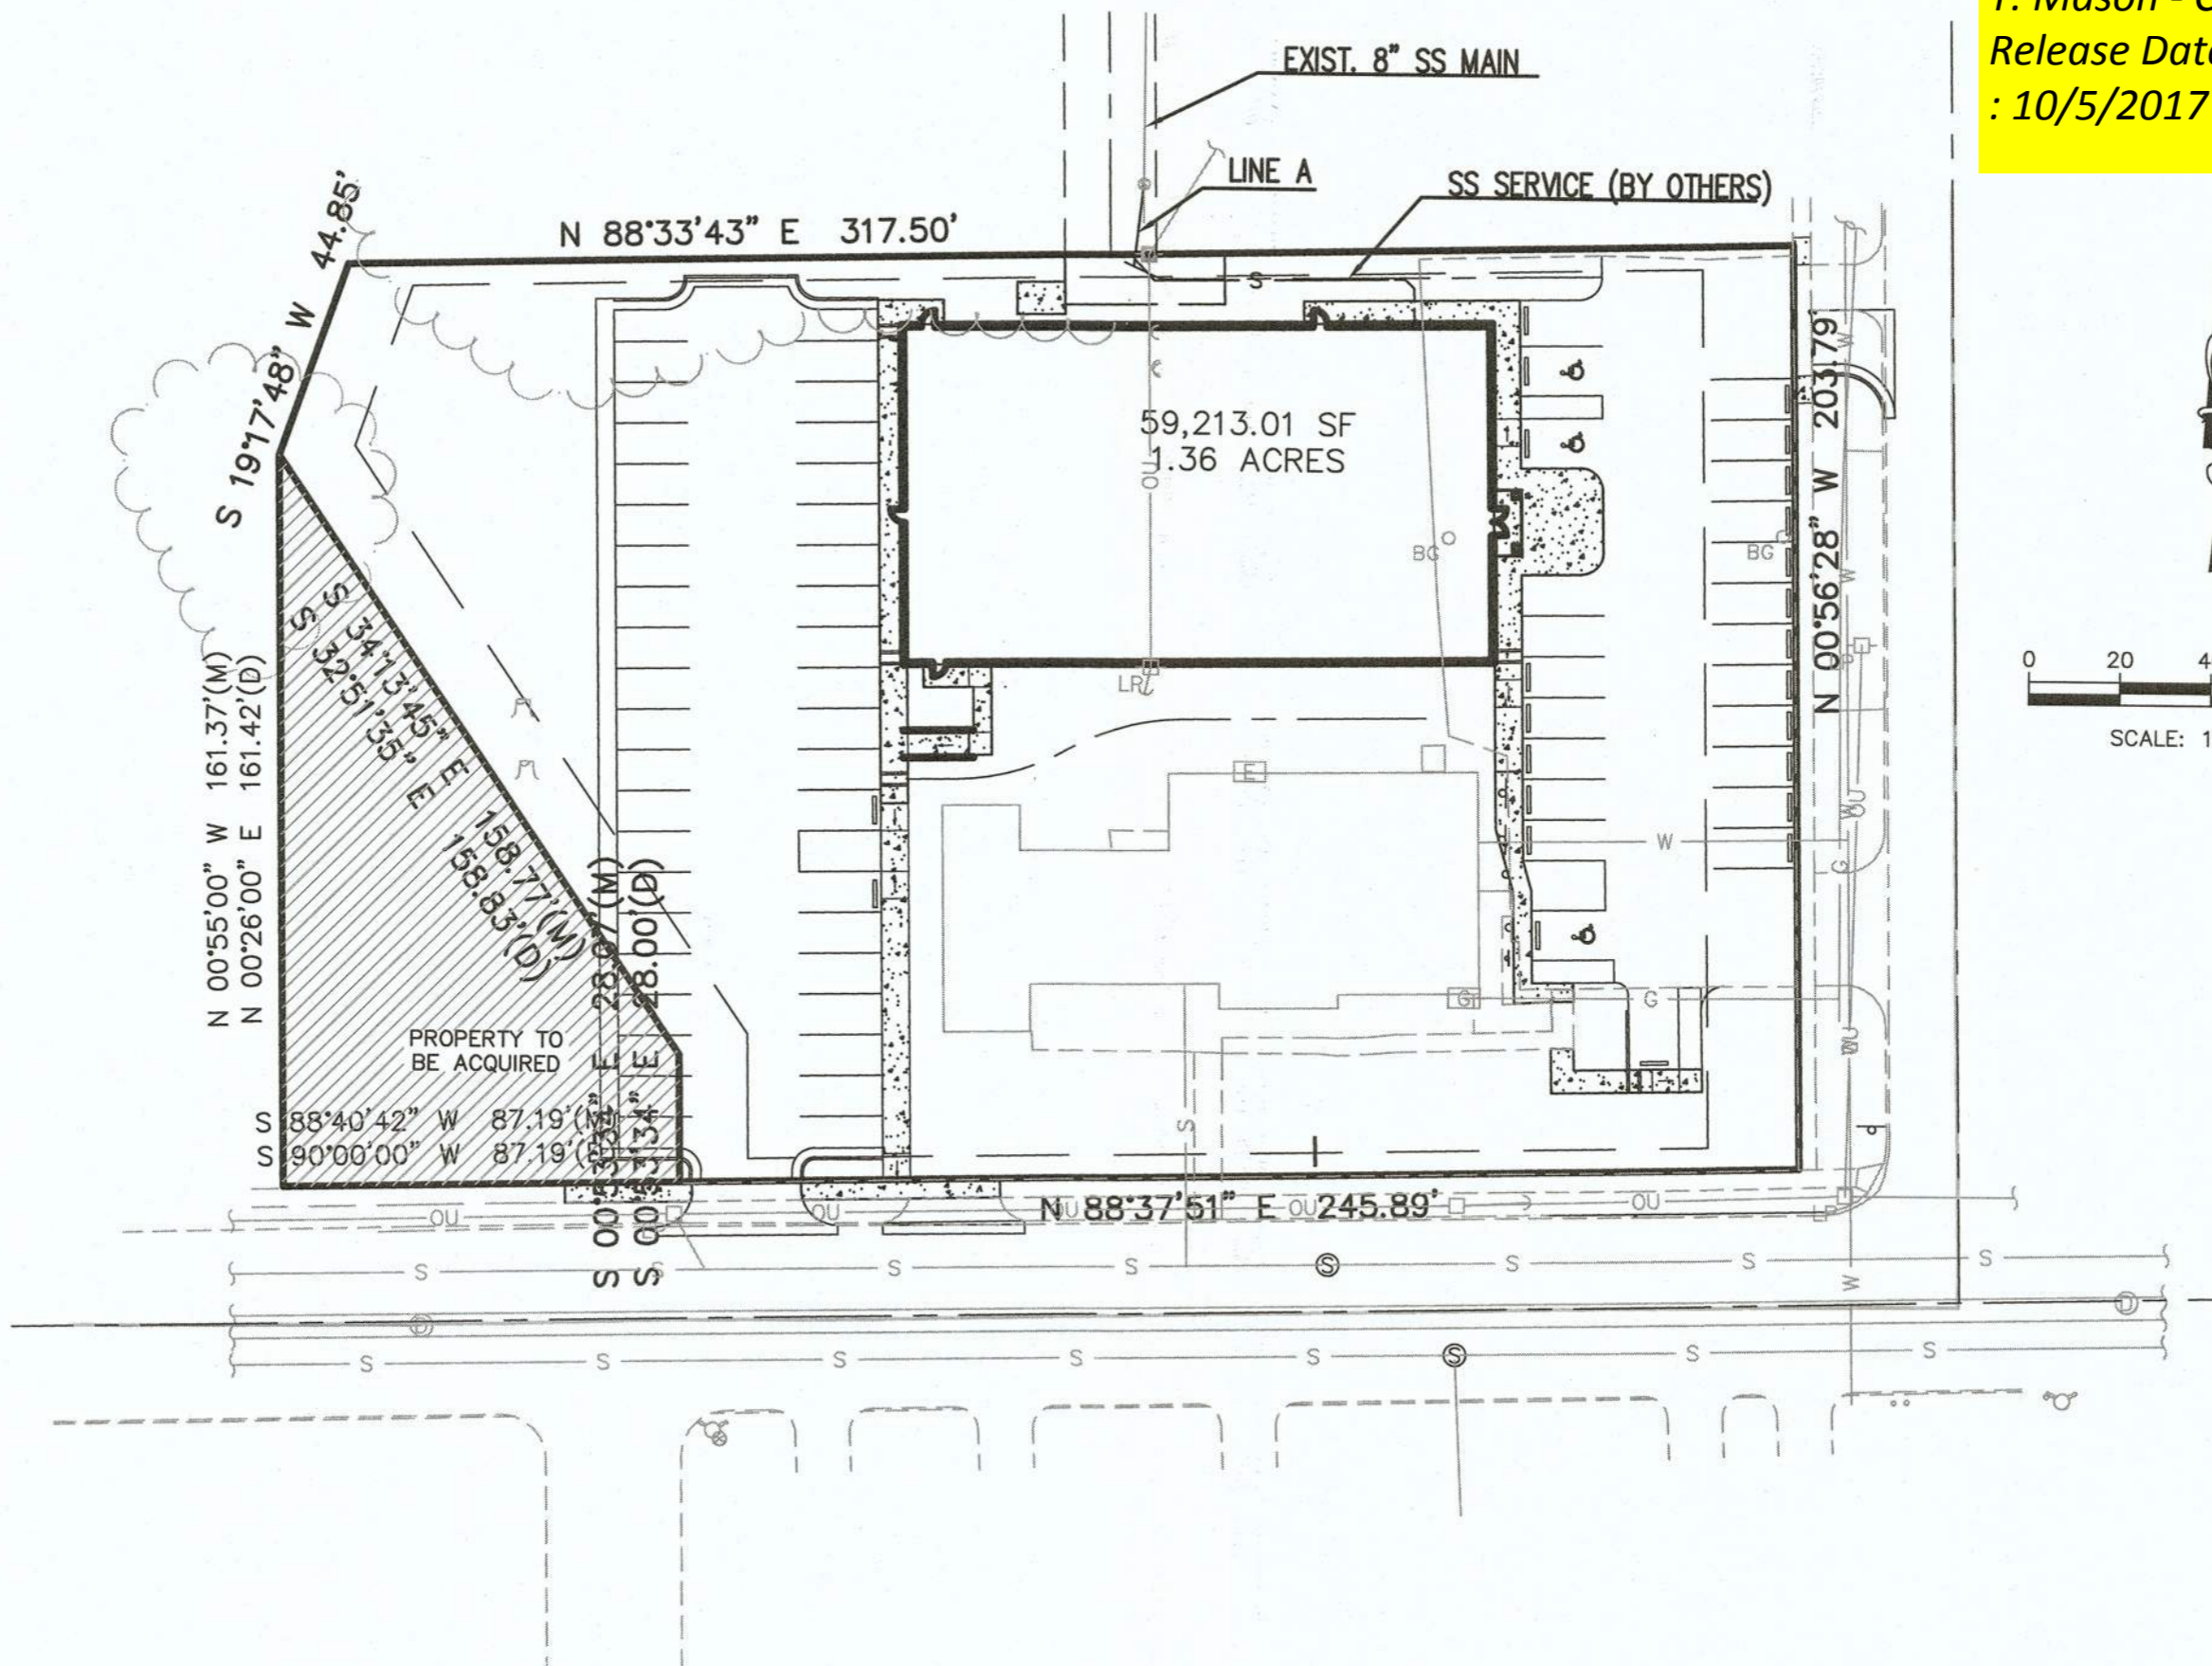 Release Date
: 10/5/2017
EXIST. 8" SS MAIN
LINE A
SS SERVICE (BY OTHERS)
N 88°33'43" E 317.50'
S 19°17'48" W 44.85'
59,213.01 SF
1.36 ACRES
OU
BG
BG
LR
E
N 00°56'28" W 203.79'
0 20
SCALE: 1
S 34°13'45" E 158.77'(M)
S 32°51'35" E 158.83'(D)
N 00°55'00" W 161.37'(M)
N 00°26'00" E 161.42'(D)
PROPERTY TO
BE ACQUIRED
S 88°40'42" W 87.19'(M)
S 90°00'00" W 87.19'
28.00'(D)
W
G
G
S
S
W
W
W
OU
G
N 88°37'51" E 245.89'
OU
OU
OU
OU
S
S
S
S
S
S
S
S
W
D
D
S
S
S
S
S
S
S
S